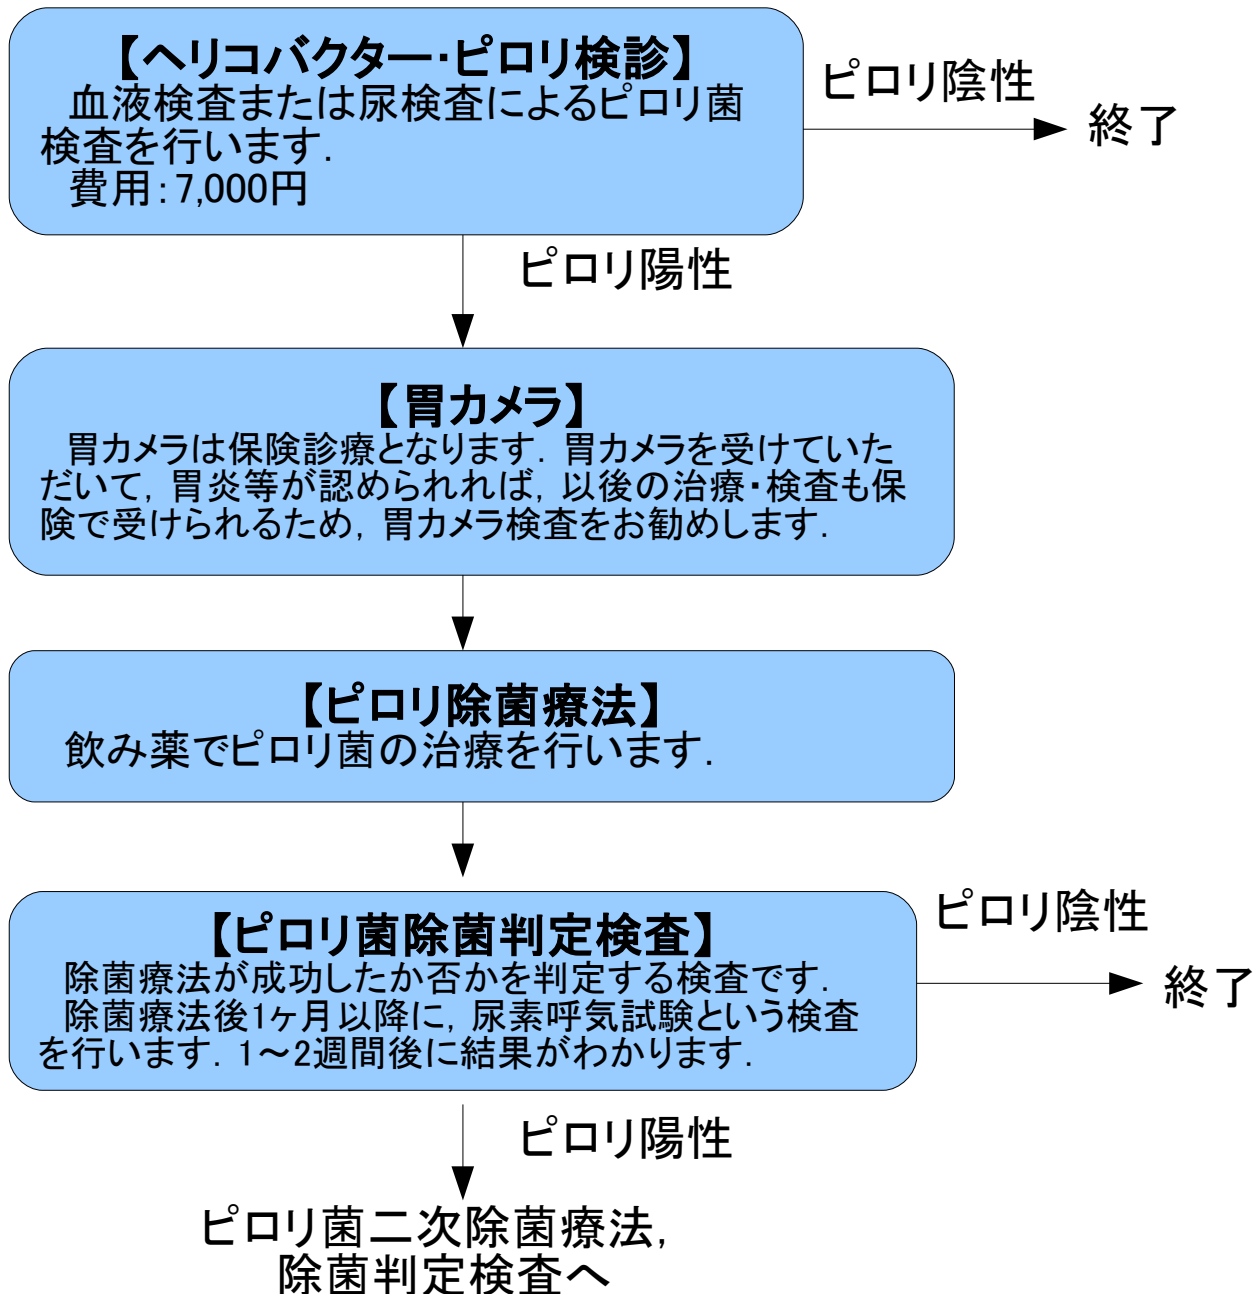 【ヘリコバクター・ピロリ検診】
血液検査または尿検査によるピロリ菌
検査を行います.
費用:7,000円
ピロリ陰性
終了
ピロリ陽性
【胃カメラ】
胃カメラは保険診療となります. 胃カメラを受けていた
だいて, 胃炎等が認められれば, 以後の治療・検査も保
険で受けられるため, 胃カメラ検査をお勧めします.
【ピロリ除菌療法】
飲み薬でピロリ菌の治療を行います.
【ピロリ菌除菌判定検査】
除菌療法が成功したか否かを判定する検査です.
除菌療法後1ヶ月以降に, 尿素呼気試験という検査
を行います. 1～2週間後に結果がわかります.
ピロリ陰性
終了
ピロリ陽性
ピロリ菌二次除菌療法,
除菌判定検査へ